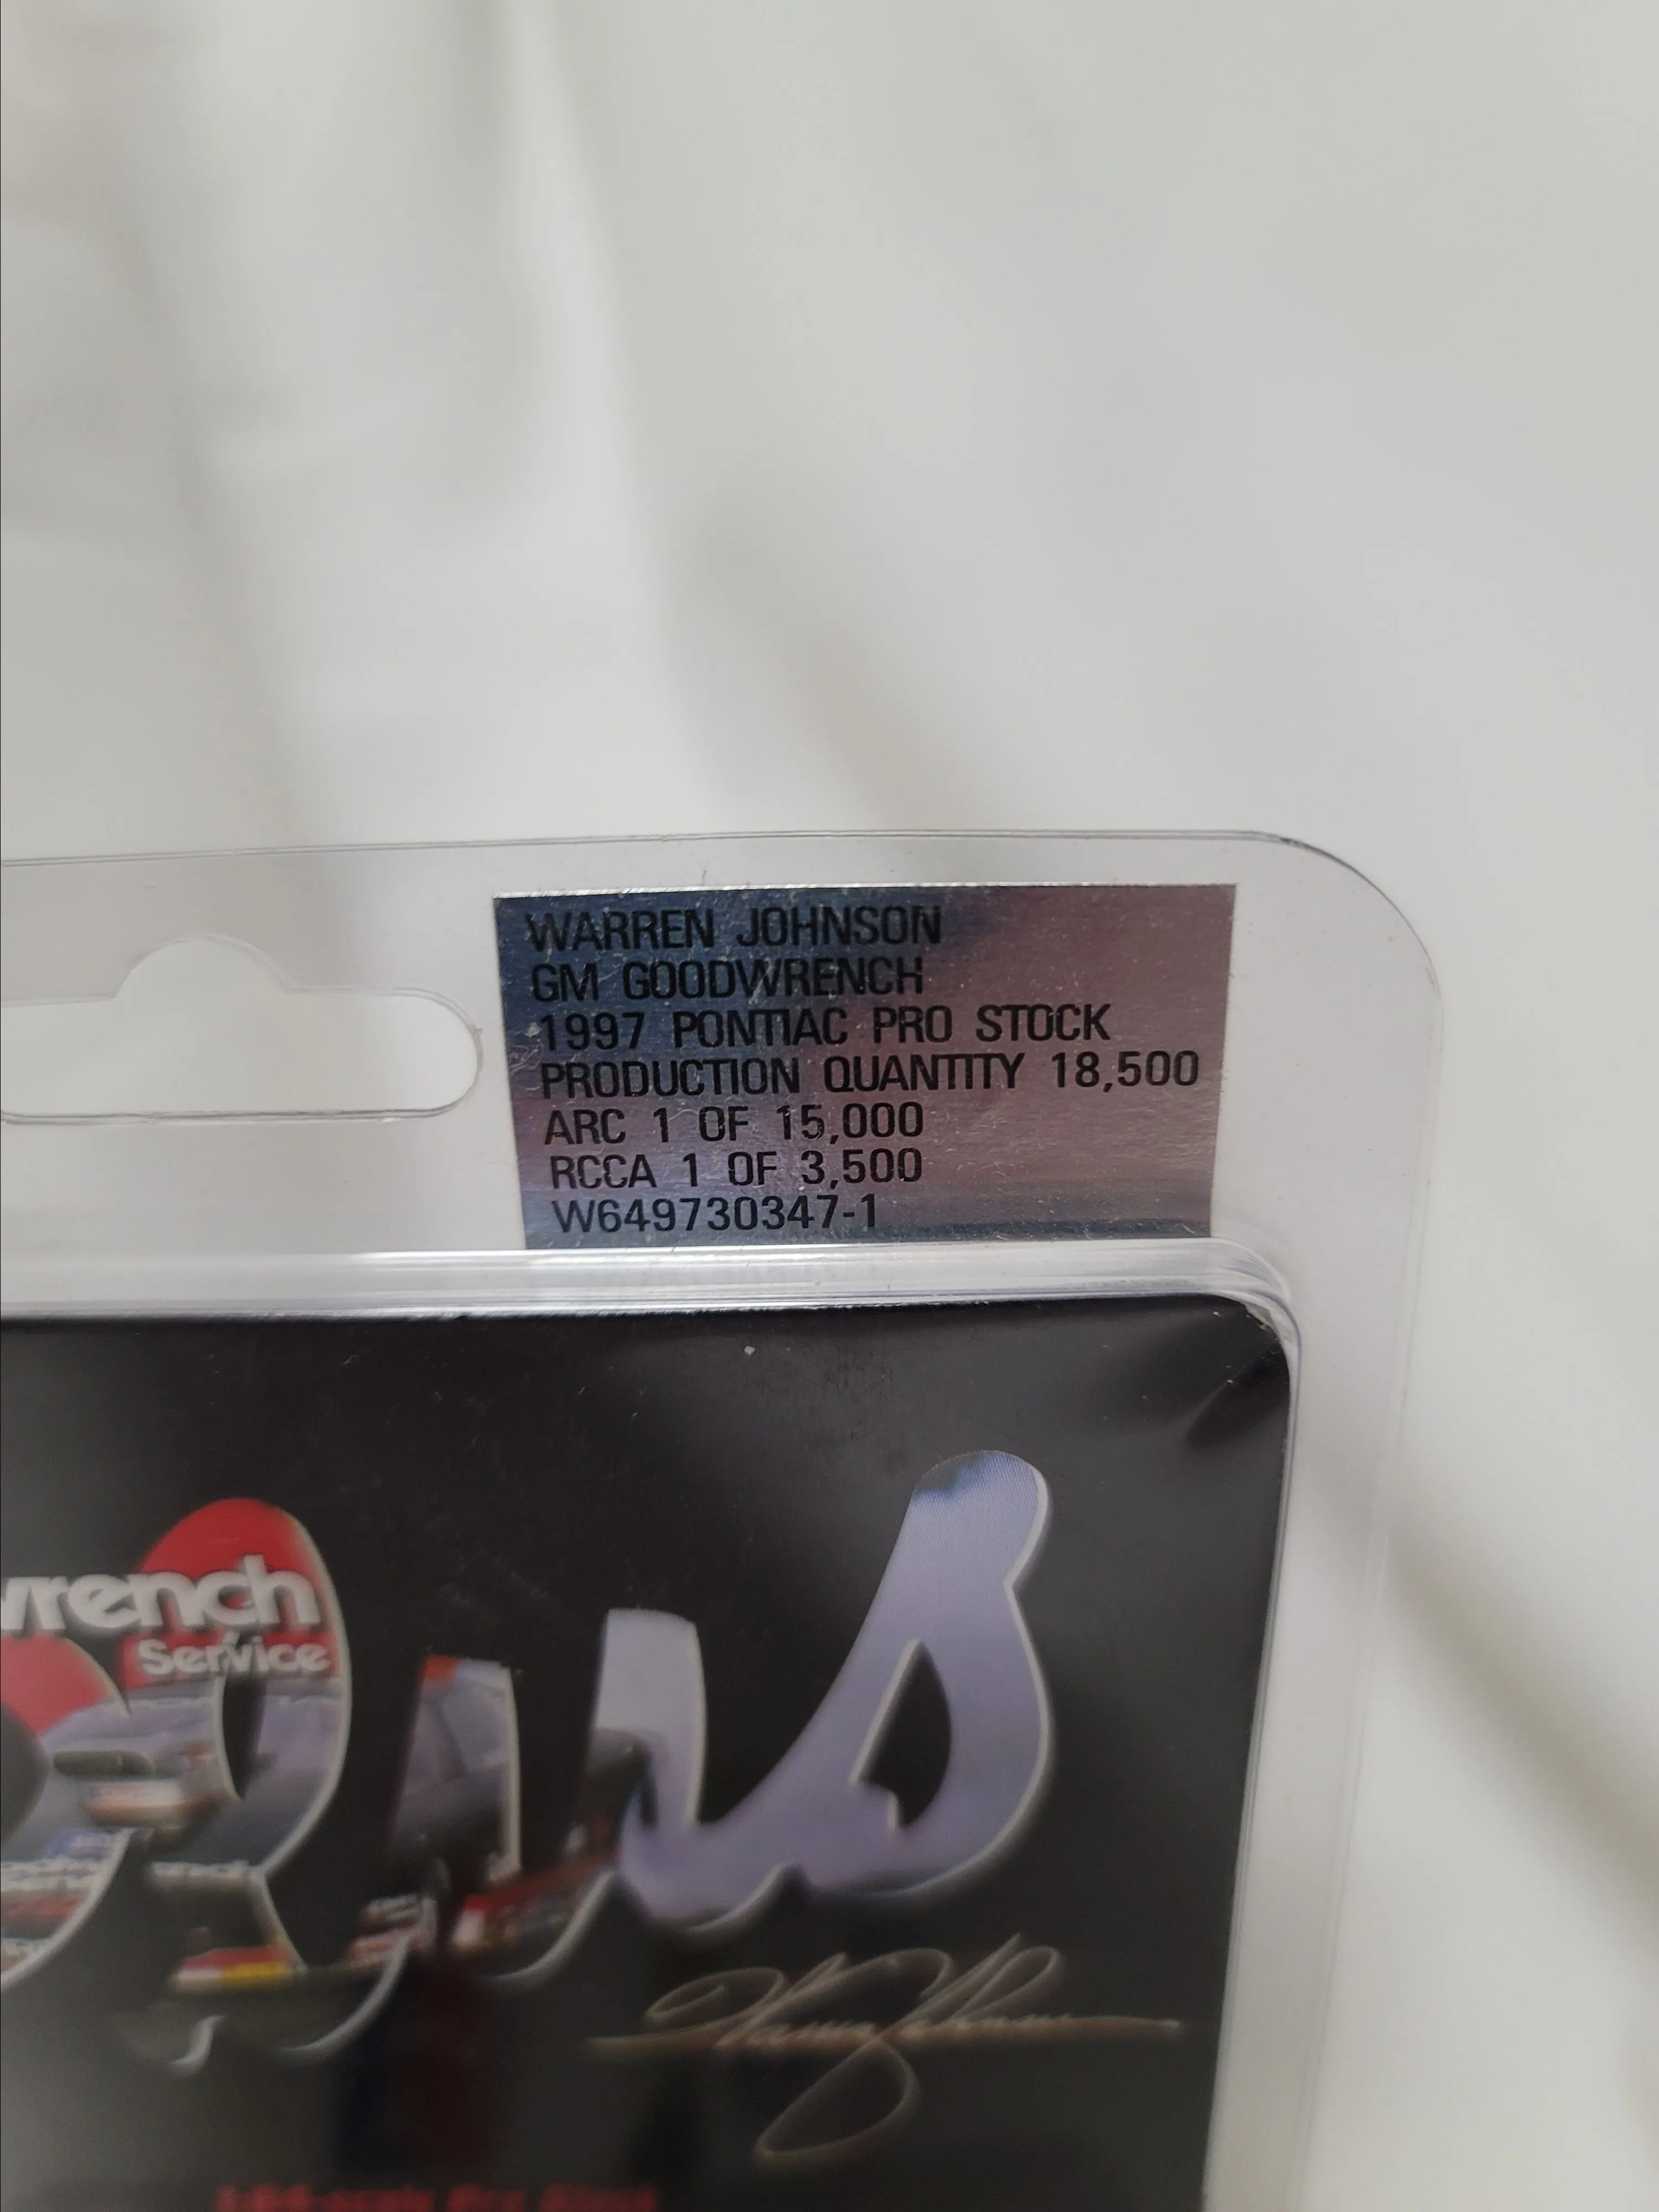 WARREN JOHNSON
GM GOODWRENCH
1997 PONTIAC PRO STOCK
PRODUCTION QUANTITY 18,500
ARC 1 OF 15,000
RCCA 1 OF 3,500
W649730347-1
wrench
Service